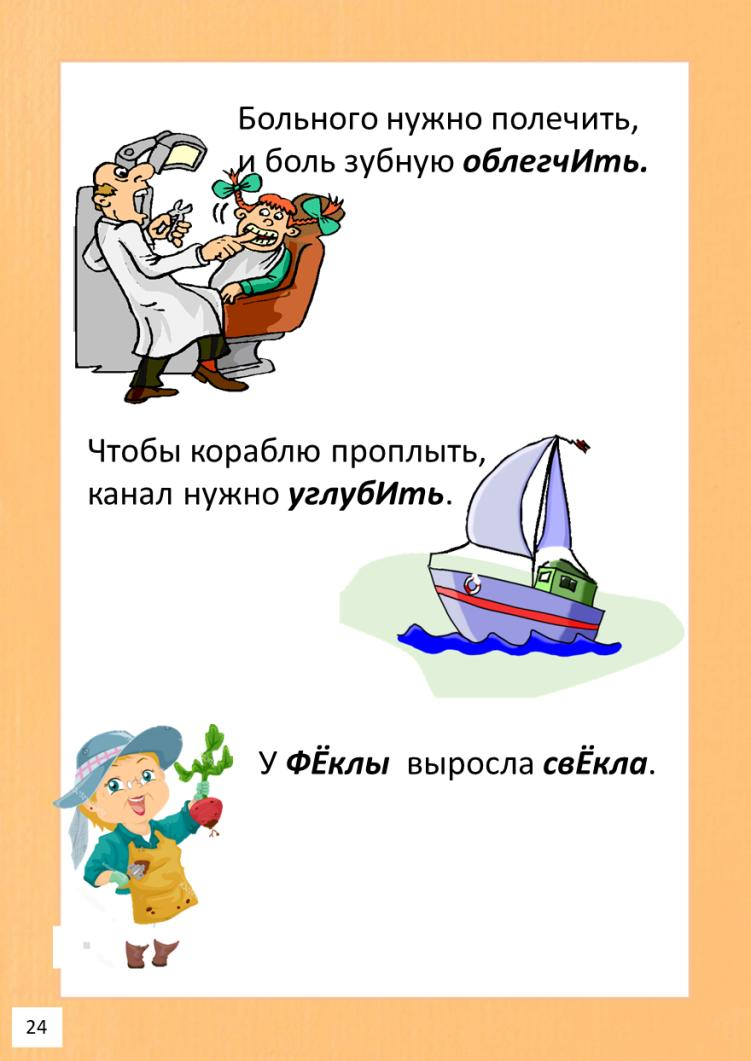 Больного нужно полечить,
и боль зубную облегчИть.
Чтобы кораблю проплыть,
канал нужно углубИть.
У ФЁклы выросла свЁкла.
24